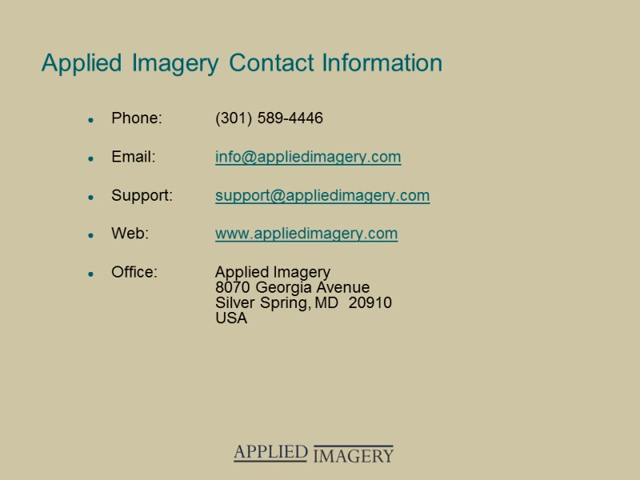 Applied Imagery Contact Information
• Phone: (301) 589-4446
• Email: info@appliedimagery.com
• Support: support@appliedimagery.com
• Web: www.appliedimagery.com
• Office: Applied Imagery
8070 Georgia Avenue
Silver Spring, MD  20910
USA
APPLIED IMAGERY